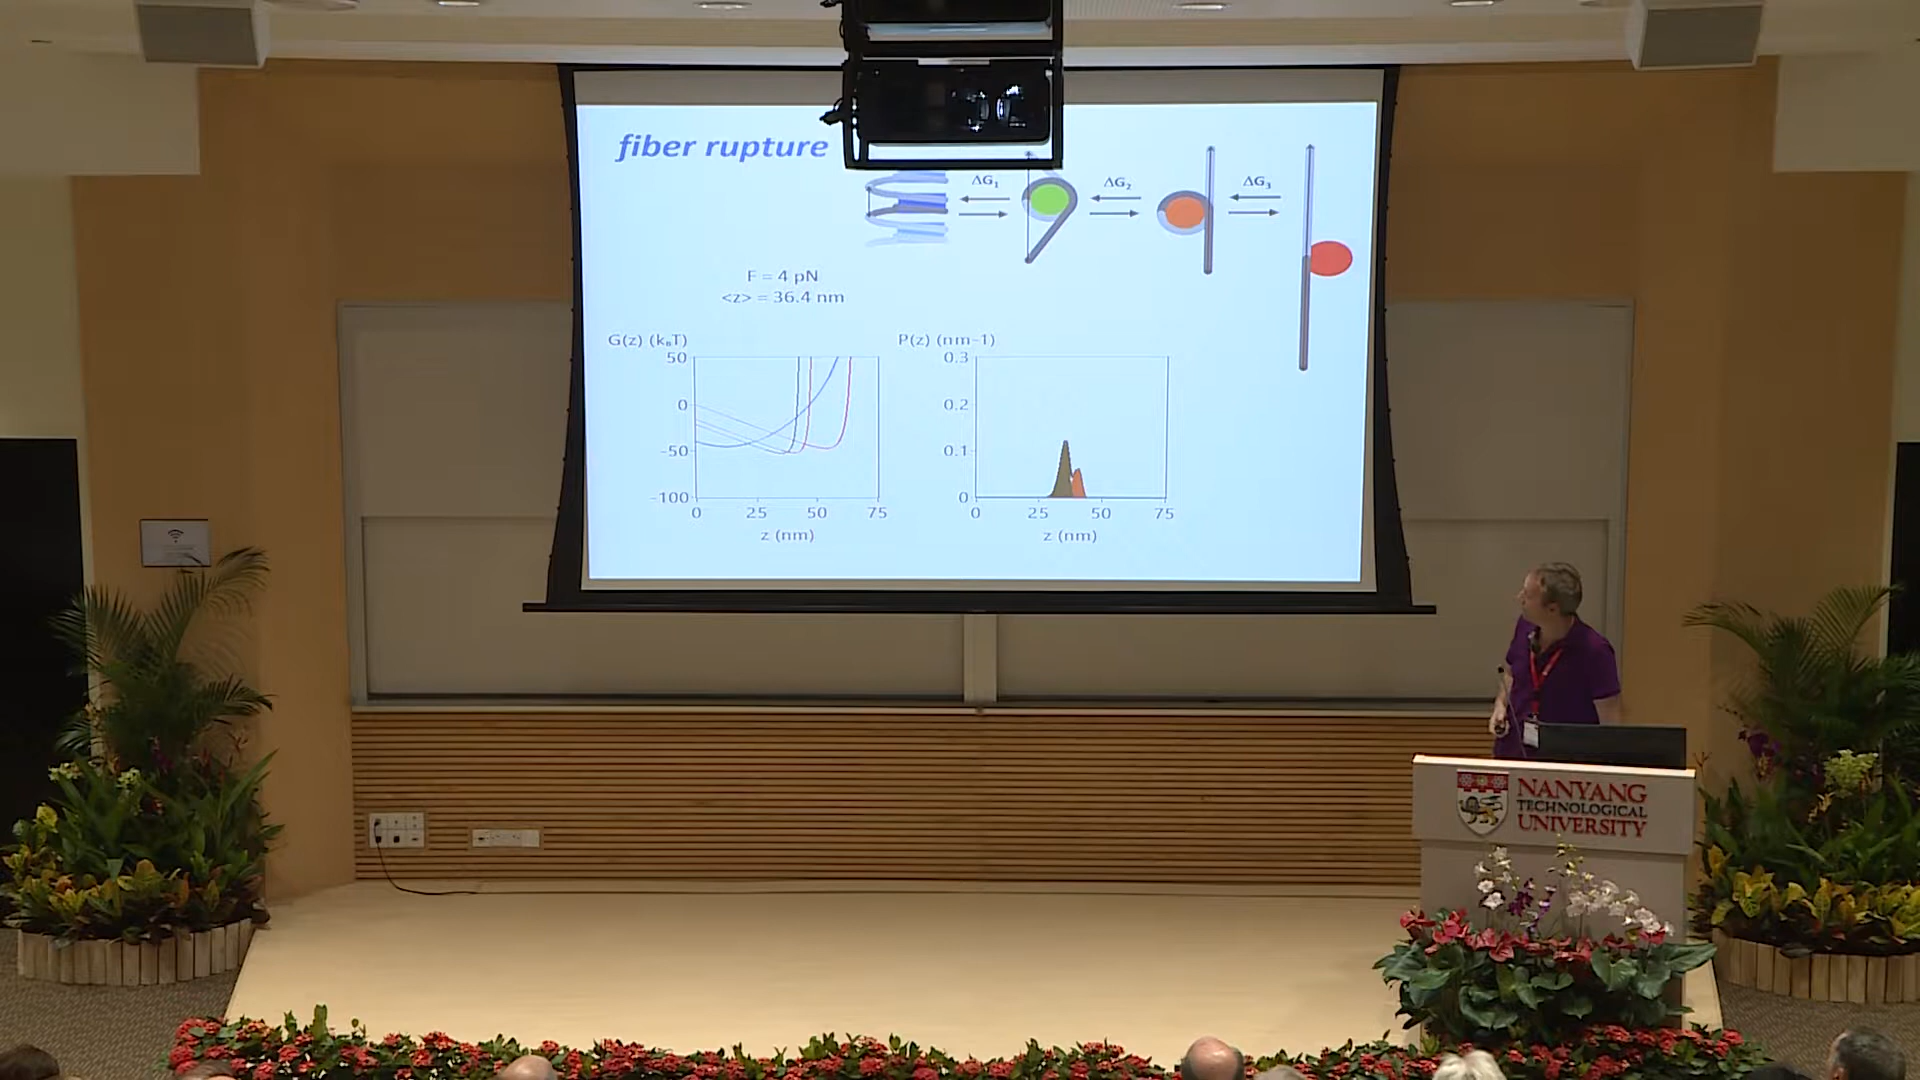 fiber rupture
ΔG₁
ΔG₂
ΔG₃
F = 4 pN
<z> = 36.4 nm
G(z) (kBT)
50
0
-50
-100
0
25
50
75
z (nm)
P(z) (nm-1)
0.3
0.2
0.1
0
0
25
50
75
z (nm)
NANYANG
TECHNOLOGICAL
UNIVERSITY